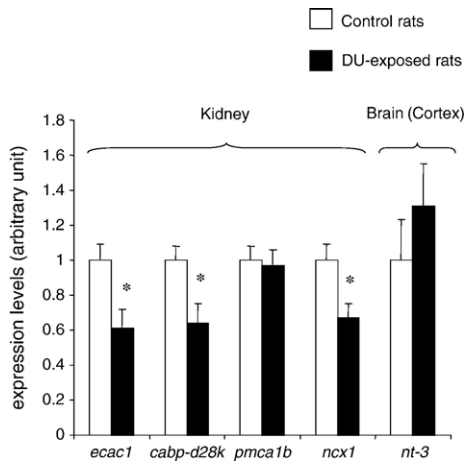 Control rats
DU-exposed rats
Kidney
Brain (Cortex)
expression levels (arbitrary unit)
1.8
1.6
1.4
1.2
1
0.8
0.6
0.4
0.2
0
*
*
*
ecac1 cabp-d28k pmca1b ncx1 nt-3